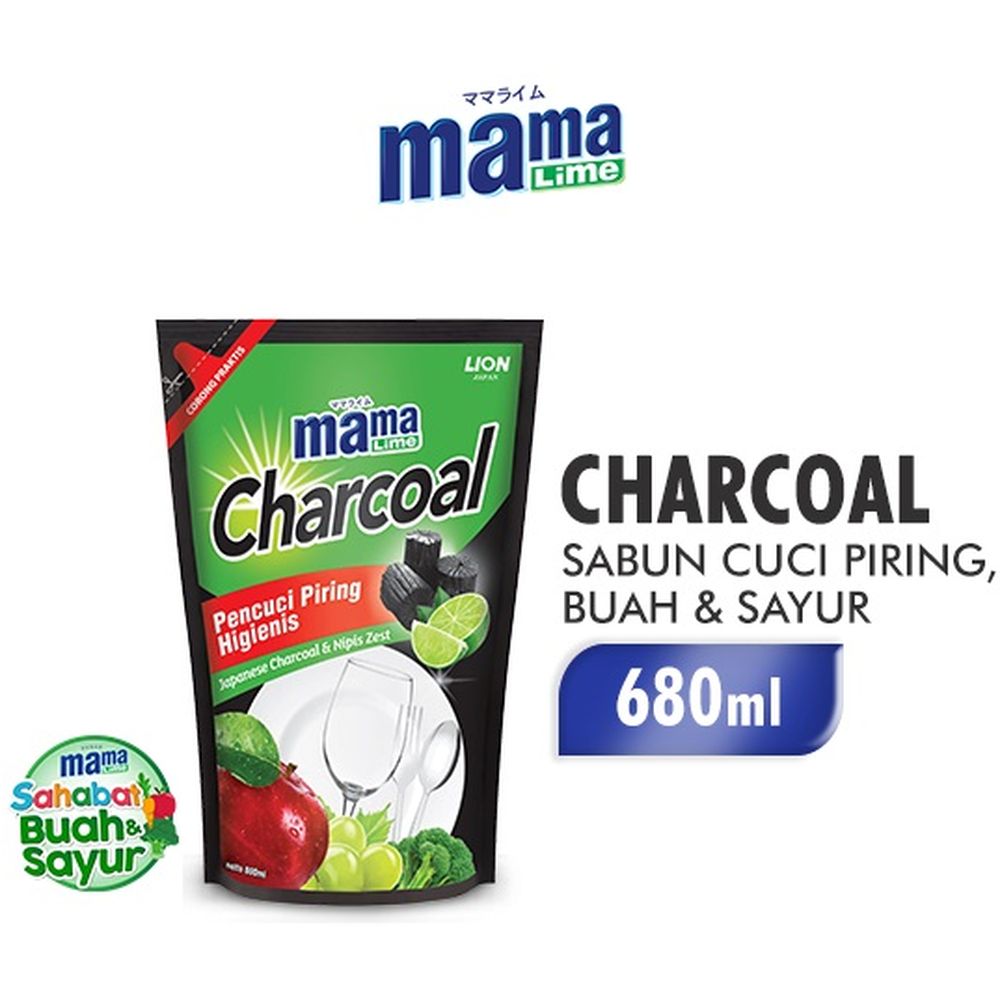 ママライム
mama
Lime
CORONG PRAKTIS
LION
JAPAN
ママライム
mama
Lime
Charcoal
Pencuci Piring
Higienis
Japanese Charcoal & Nipis Zest
netto 800ml
CHARCOAL
SABUN CUCI PIRING,
BUAH & SAYUR
680ml
mama
Lime
Sahabat
Buah &
Sayur